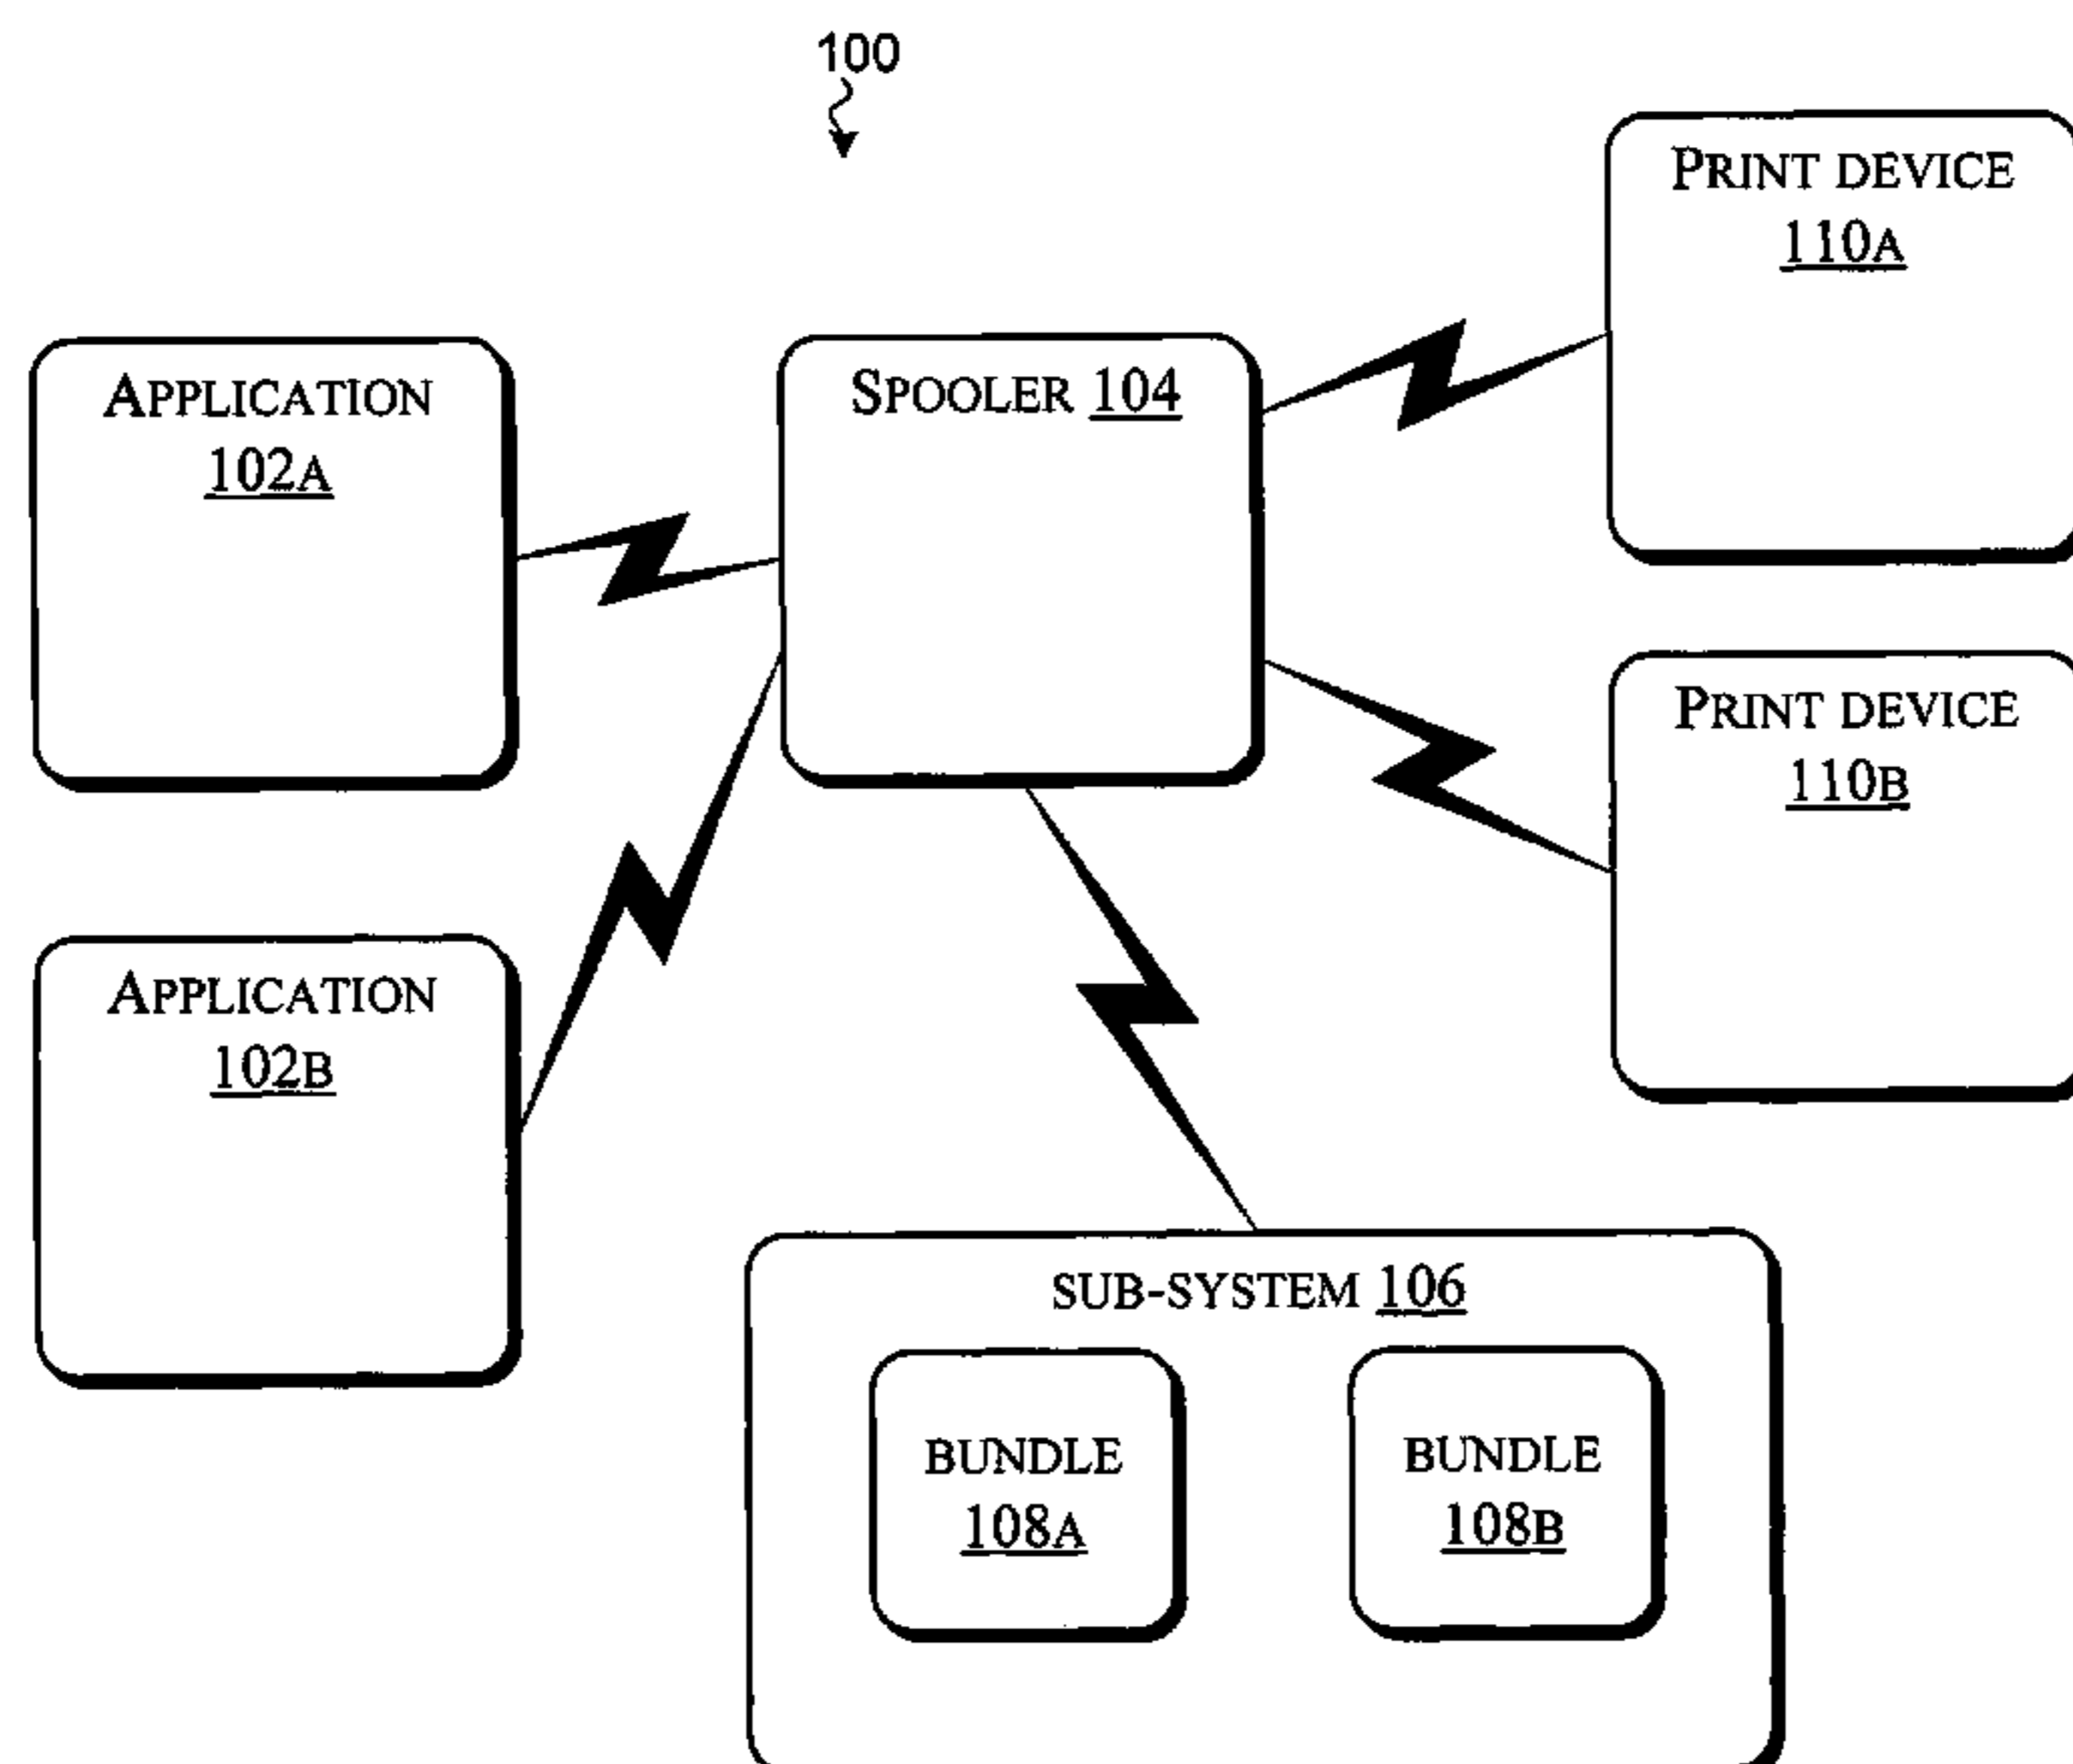 100
PRINT DEVICE
110A
APPLICATION
102A
SPOOLER 104
PRINT DEVICE
110B
APPLICATION
102B
SUB-SYSTEM 106
BUNDLE
108A
BUNDLE
108B